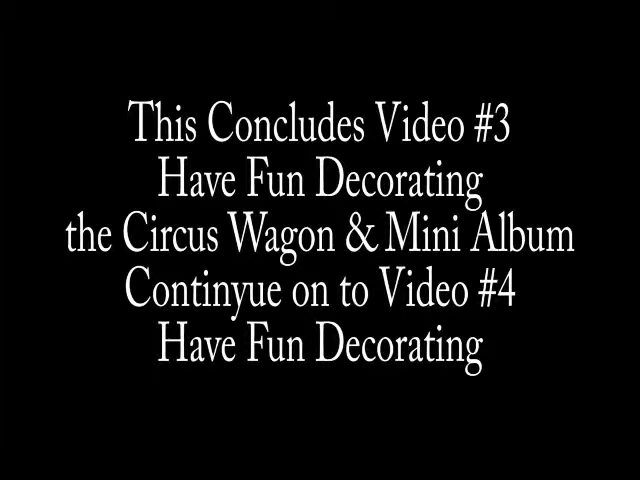 This Concludes Video #3
Have Fun Decorating
the Circus Wagon & Mini Album
Continyue on to Video #4
Have Fun Decorating